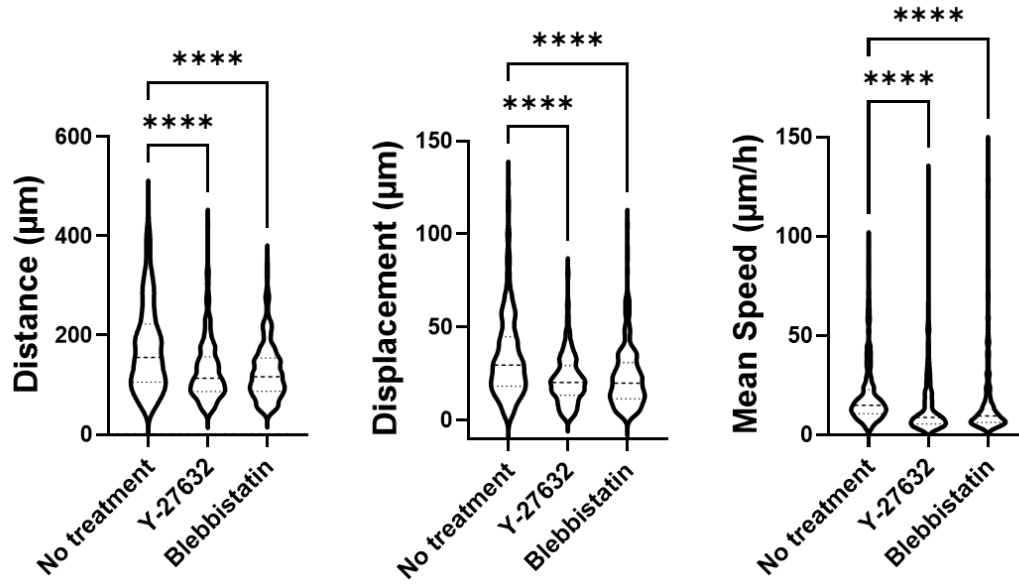 ****
****
Distance (µm)
600
400
200
0
No treatment
Y-27632
Blebbistatin
****
****
Displacement (µm)
150
100
50
0
No treatment
Y-27632
Blebbistatin
****
****
Mean Speed (µm/h)
150
100
50
0
No treatment
Y-27632
Blebbistatin